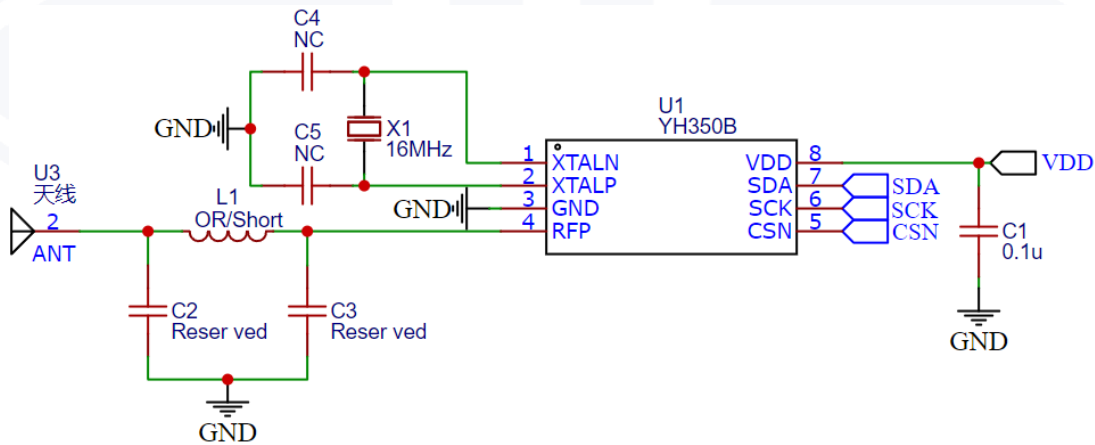 C4
NC
GND
C5
NC
X1
16MHz
U1
YH350B
1
XTALN
2
XTALP
3
GND
4
RFP
VDD
8
SDA
7
SCK
6
CSN
5
VDD
SDA
SCK
CSN
GND
U3
天线
2
ANT
L1
OR/Short
C1
0.1u
GND
C2
Reser ved
C3
Reser ved
GND